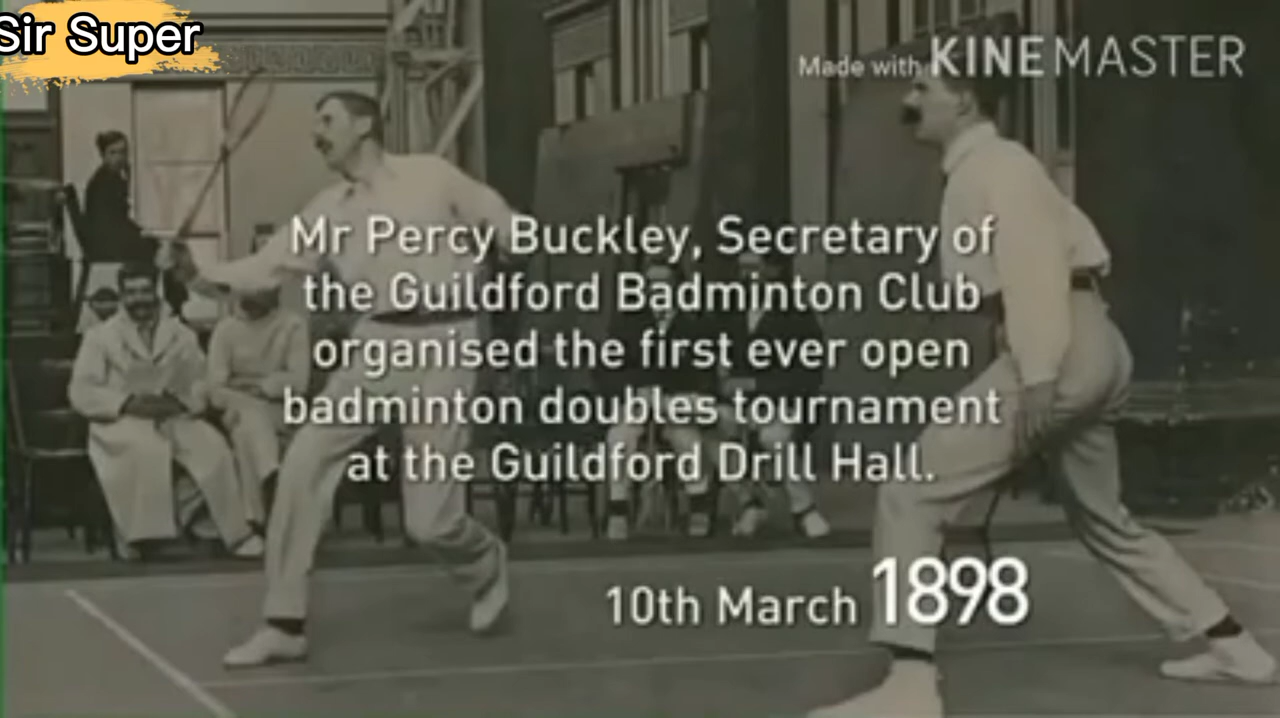 Sir Super
Made with KINEMASTER
Mr Percy Buckley, Secretary of
the Guildford Badminton Club
organised the first ever open
badminton doubles tournament
at the Guildford Drill Hall.
10th March 1898